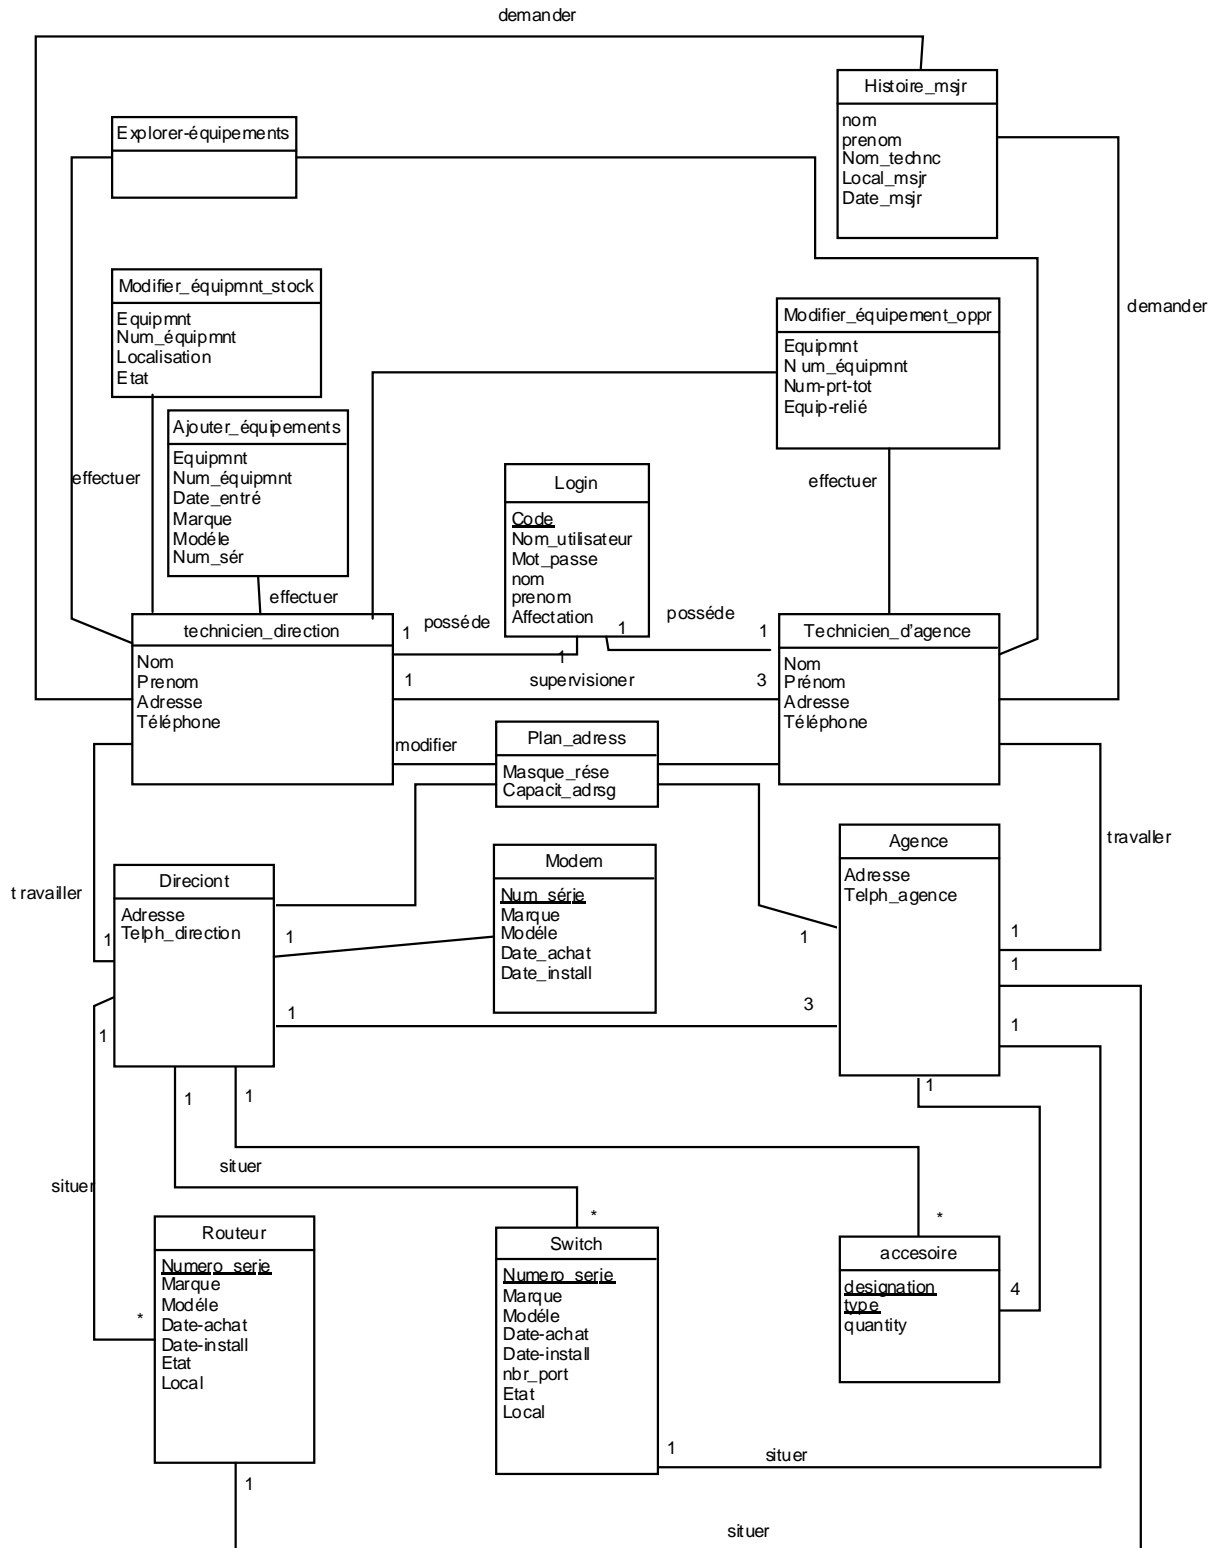 demander
Histoire_msjr
nom
prenom
Nom_technc
Local_msjr
Date_msjr
Explorer-équipements
demander
Modifier_équipmnt_stock
Equipmnt
Num_équipmnt
Localisation
Etat
Modifier_équipement_oppr
Equipmnt
Num_équipmnt
Num-prt-tot
Equip-relié
Ajouter_équipements
Equipmnt
Num_équipmnt
Date_entré
Marque
Modéle
Num_sér
effectuer
effectuer
effectuer
Login
Code
Nom_utilisateur
Mot_passe
nom
prenom
Affectation
technicien_direction
Nom
Prenom
Adresse
Téléphone
1
posséde
1
1
posséde
1
Technicien_d'agence
Nom
Prénom
Adresse
Téléphone
1
supervisioner
3
modifier
Plan_adress
Masque_rése
Capacit_adrsg
travailler
1
Direciont
Adresse
Telph_direction
1
Modem
Num_série
Marque
Modéle
Date_achat
Date_install
Agence
Adresse
Telph_agence
travaller
1
1
1
1
3
1
1
1
1
1
situer
situer
*
*
*
4
Routeur
Numero_serie
Marque
Modéle
Date-achat
Date-install
Etat
Local
Switch
Numero_serie
Marque
Modéle
Date-achat
Date-install
nbr_port
Etat
Local
accesoire
designation
type
quantity
1
situer
1
situer